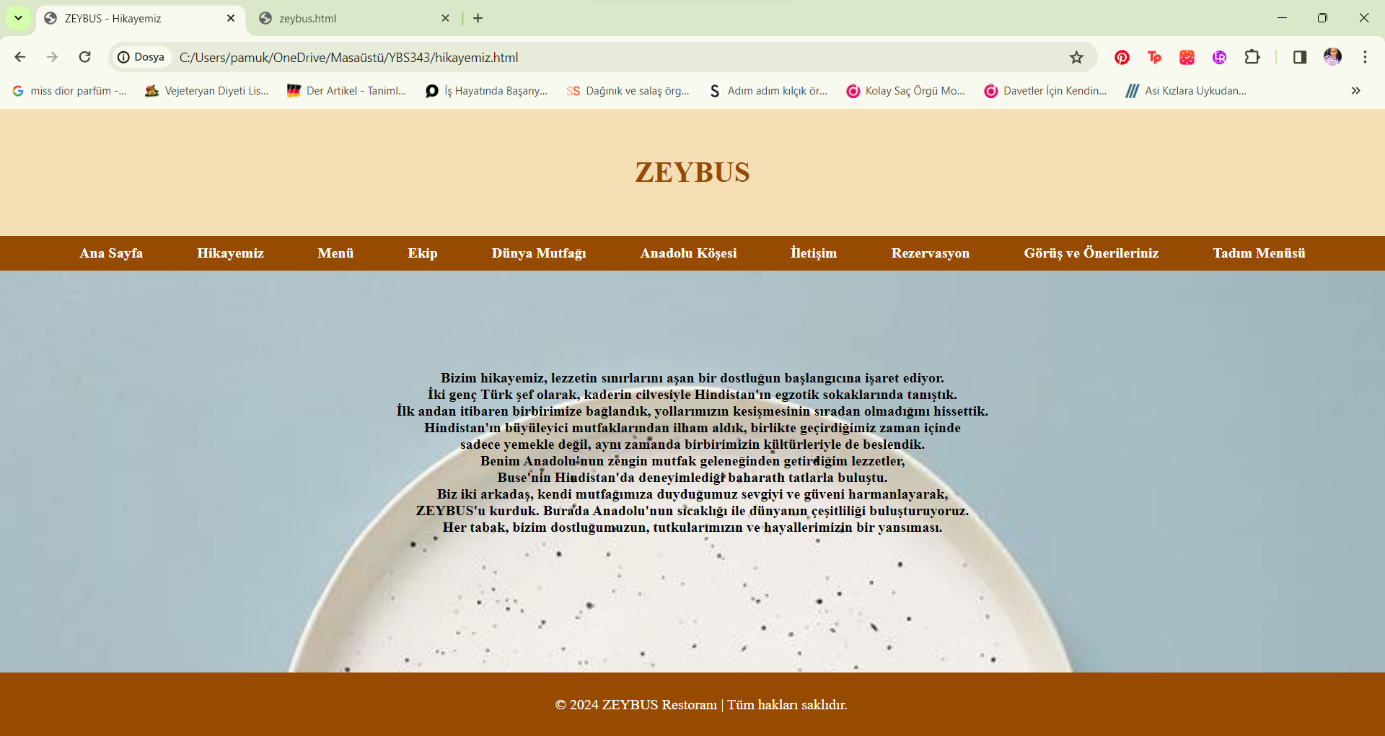 ZEYBUS - Hikayemiz
zeybus.html
Dosya
C:/Users/pamuk/OneDrive/Masaüstü/YBS343/hikayemiz.html
miss dior parfüm -...
Vejeteryan Diyeti Lis...
Der Artikel - Taniml...
İş Hayatında Başarıy...
Dağınık ve salaş örg...
Adım adım kılçık ör...
Kolay Saç Örgü Mo...
Davetler İçin Kendin...
Asi Kızlara Uykudan...
ZEYBUS
Ana Sayfa Hikayemiz Menü Ekip Dünya Mutfağı Anadolu Köşesi İletişim Rezervasyon Görüş ve Önerileriniz Tadım Menüsü
Bizim hikayemiz, lezzetin sınırlarını aşan bir dostluğun başlangıcına işaret ediyor.
İki genç Türk şef olarak, kaderin cilvesiyle Hindistan'ın egzotik sokaklarında tanıştık.
İlk andan itibaren birbirimize bağlandık, yollarımızın kesişmesinin sıradan olmadığını hissettik.
Hindistan'ın büyüleyici mutfaklarından ilham aldık, birlikte geçirdiğimiz zaman içinde
sadece yemekle değil, aynı zamanda birbirimizin kültürleriyle de beslendik.
Benim Anadolu'nun zengin mutfak geleneğinden getirdiğim lezzetler,
Buse'nin Hindistan'da deneyimlediği baharatlı tatlarla buluştu.
Biz iki arkadaş, kendi mutfağımıza duyduğumuz sevgiyi ve güveni harmanlayarak,
ZEYBUS'u kurduk. Burada Anadolu'nun sıcaklığı ile dünyanın çeşitliliği buluşturuyoruz.
Her tabak, bizim dostluğumuzun, tutkularımızın ve hayallerimizin bir yansıması.
© 2024 ZEYBUS Restoranı | Tüm hakları saklıdır.